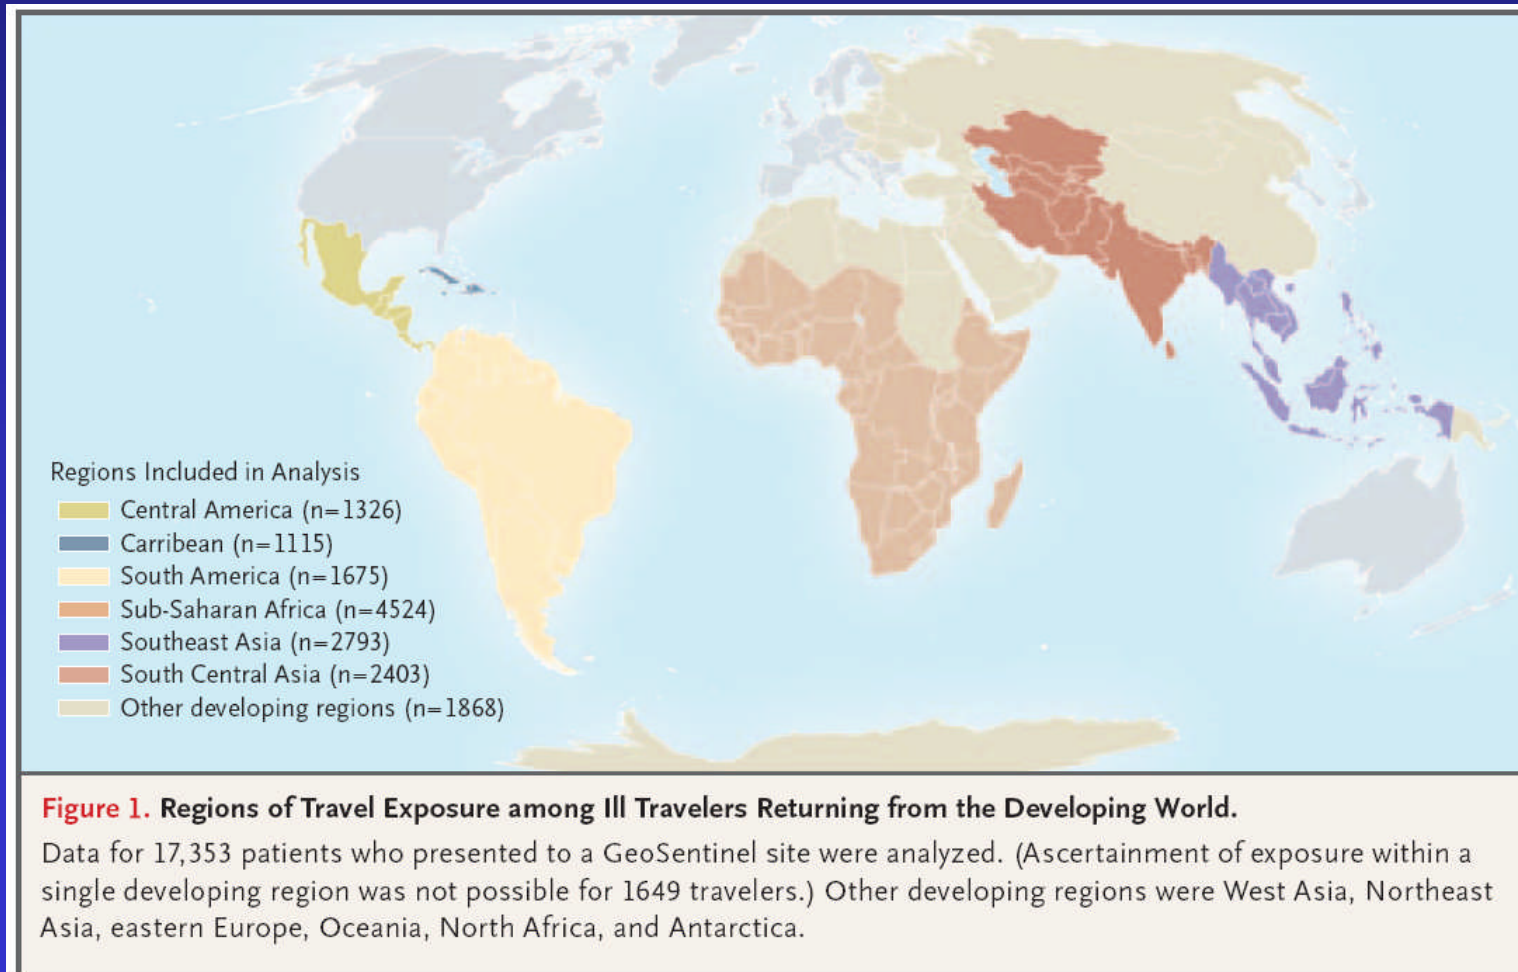 Regions Included in Analysis
Central America (n=1326)
Carribean (n=1115)
South America (n=1675)
Sub-Saharan Africa (n=4524)
Southeast Asia (n=2793)
South Central Asia (n=2403)
Other developing regions (n=1868)
Figure 1. Regions of Travel Exposure among Ill Travelers Returning from the Developing World.
Data for 17,353 patients who presented to a GeoSentinel site were analyzed. (Ascertainment of exposure within a
single developing region was not possible for 1649 travelers.) Other developing regions were West Asia, Northeast
Asia, eastern Europe, Oceania, North Africa, and Antarctica.